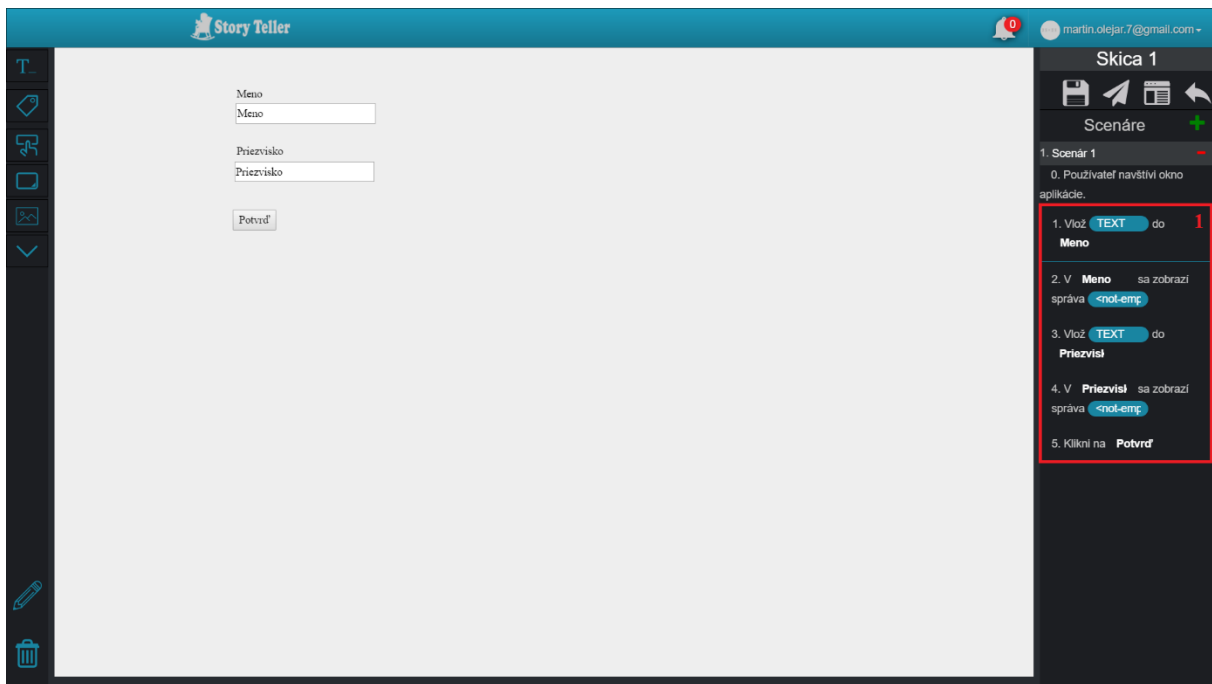 Story Teller
0
martin.olejar.7@gmail.com
T_
Meno
Meno
Priezvisko
Priezvisko
Potvrď
Skica 1
Scenáre
1. Scenár 1
0. Používateľ navštívi okno
aplikácie.
1. Vlož TEXT do 1
Meno
2. V Meno sa zobrazí
správa <not-emp
3. Vlož TEXT do
Priezvisk
4. V Priezvisk sa zobrazí
správa <not-emp
5. Klikni na Potvrď